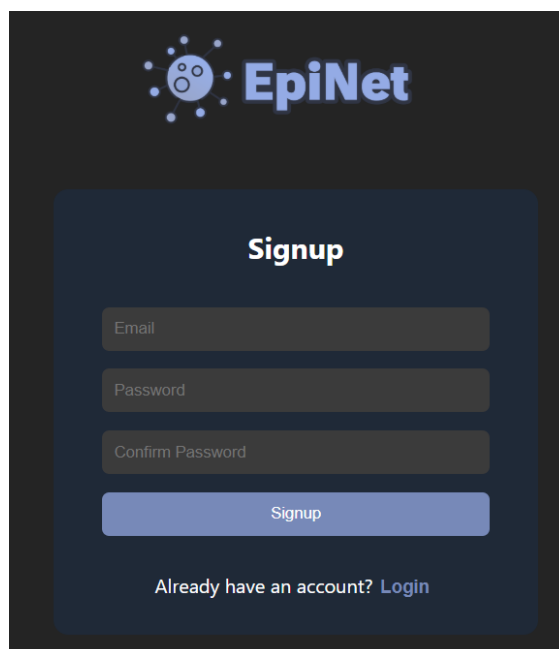 EpiNet
Signup
Email
Password
Confirm Password
Signup
Already have an account? Login